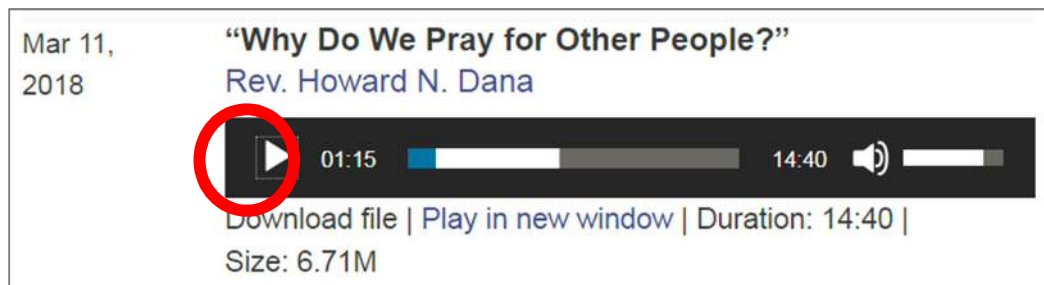 Mar 11,
2018
“Why Do We Pray for Other People?”
Rev. Howard N. Dana
01:15 14:40
Download file | Play in new window | Duration: 14:40 |
Size: 6.71M